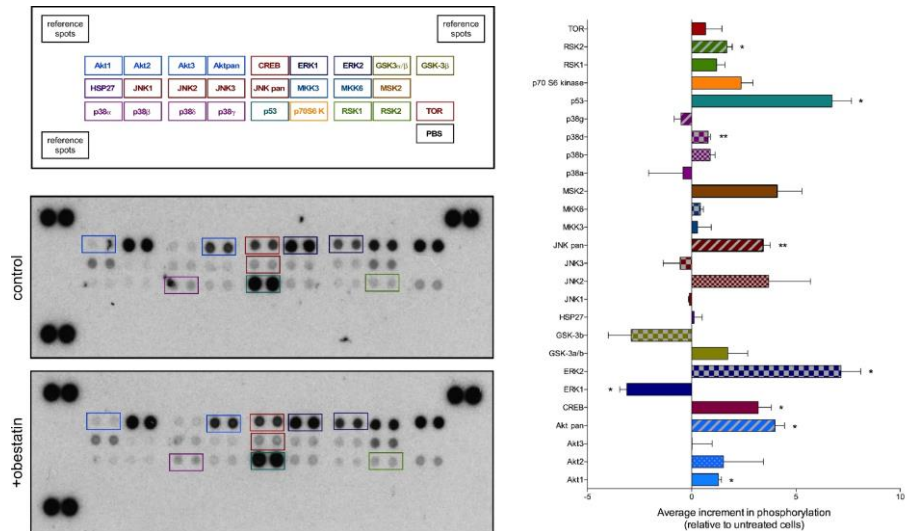 reference
spots
reference
spots
Akt1 Akt2 Akt3 Aktpan CREB ERK1 ERK2 GSK3α/β GSK-3β
HSP27 JNK1 JNK2 JNK3 JNK pan MKK3 MKK6 MSK2
p38α p38β p38δ p38γ p53 p70S6 K RSK1 RSK2 TOR
reference
spots
PBS
control
+obestatin
TOR
RSK2 *
RSK1
p70 S6 kinase
p53 *
p38g
p38d **
p38b
p38a
MSK2
MKK6
MKK3
JNK pan **
JNK3
JNK2
JNK1
HSP27
GSK-3b
GSK-3a/b
ERK2 *
ERK1 *
CREB *
Akt pan *
Akt3
Akt2
Akt1 *
-5 0 5 10
Average increment in phosphorylation
(relative to untreated cells)